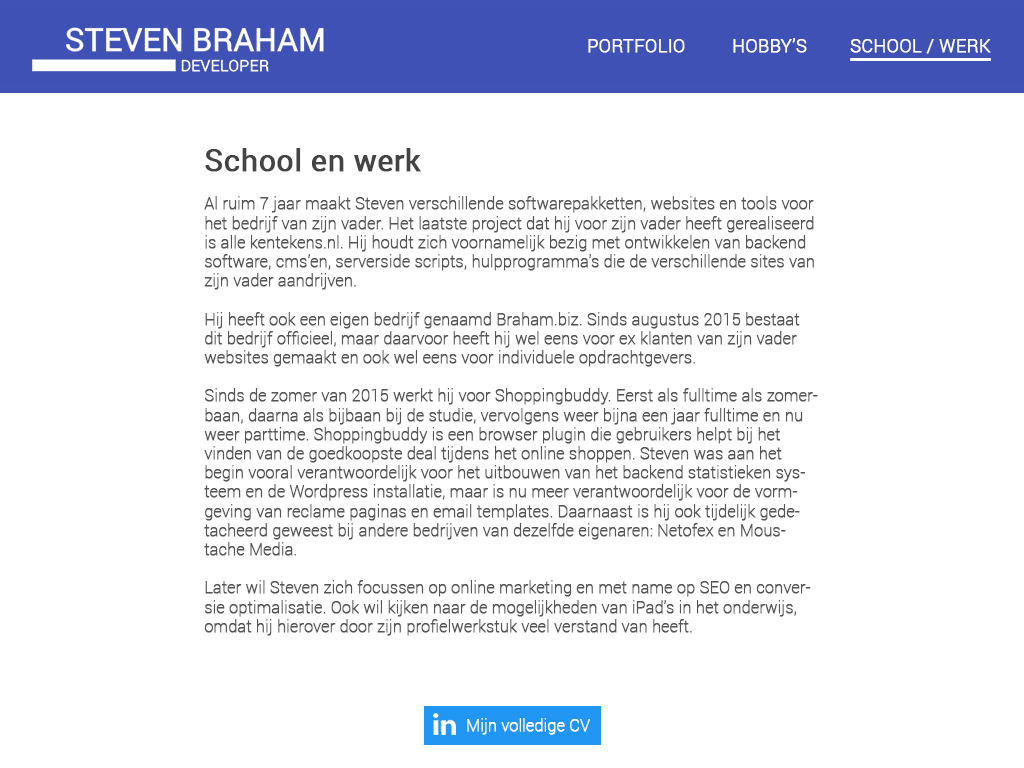 STEVEN BRAHAM
DEVELOPER
PORTFOLIO
HOBBY'S
SCHOOL / WERK
School en werk
Al ruim 7 jaar maakt Steven verschillende softwarepakketten, websites en tools voor
het bedrijf van zijn vader. Het laatste project dat hij voor zijn vader heeft gerealiseerd
is alle kentekens.nl. Hij houdt zich voornamelijk bezig met ontwikkelen van backend
software, cms'en, serverside scripts, hulpprogramma's die de verschillende sites van
zijn vader aandrijven.
Hij heeft ook een eigen bedrijf genaamd Braham.biz. Sinds augustus 2015 bestaat
dit bedrijf officieel, maar daarvoor heeft hij wel eens voor ex klanten van zijn vader
websites gemaakt en ook wel eens voor individuele opdrachtgevers.
Sinds de zomer van 2015 werkt hij voor Shoppingbuddy. Eerst als fulltime als zomer-
baan, daarna als bijbaan bij de studie, vervolgens weer bijna een jaar fulltime en nu
weer parttime. Shoppingbuddy is een browser plugin die gebruikers helpt bij het
vinden van de goedkoopste deal tijdens het online shoppen. Steven was aan het
begin vooral verantwoordelijk voor het uitbouwen van het backend statistieken sys-
teem en de Wordpress installatie, maar is nu meer verantwoordelijk voor de vorm-
geving van reclame paginas en email templates. Daarnaast is hij ook tijdelijk gede-
tacheerd geweest bij andere bedrijven van dezelfde eigenaren: Netofex en Mous-
tache Media.
Later wil Steven zich focussen op online marketing en met name op SEO en conver-
sie optimalisatie. Ook wil kijken naar de mogelijkheden van iPad's in het onderwijs,
omdat hij hierover door zijn profielwerkstuk veel verstand van heeft.
in Mijn volledige CV